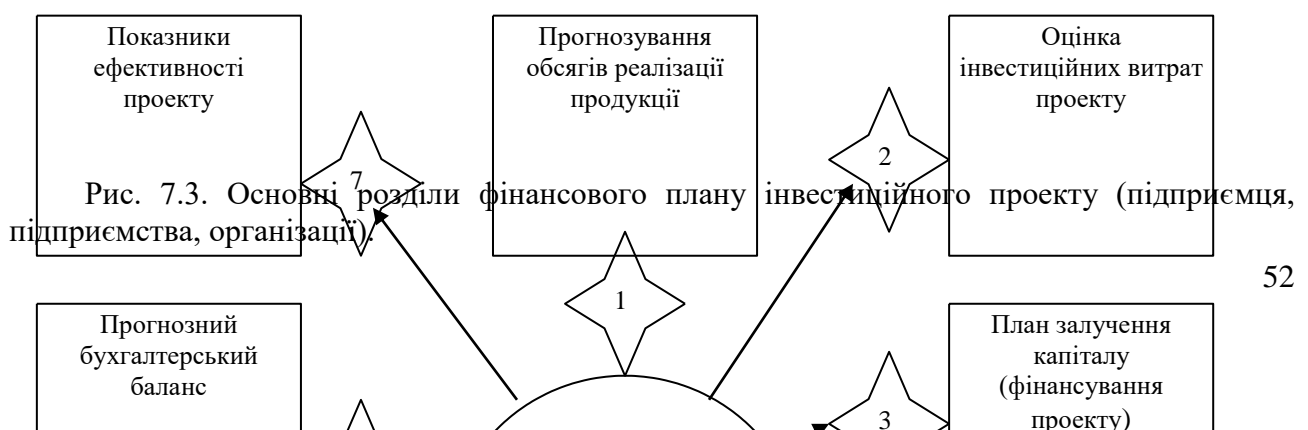 Показники
ефективності
проекту
Прогнозування
обсягів реалізації
продукції
Оцінка
інвестиційних витрат
проекту
2
7
Рис. 7.3. Основні розділи фінансового плану інвестиційного проекту (підприємця,
підприємства, організації).
52
1
Прогнозний
бухгалтерський
баланс
План залучення
капіталу
(фінансування
проекту)
3